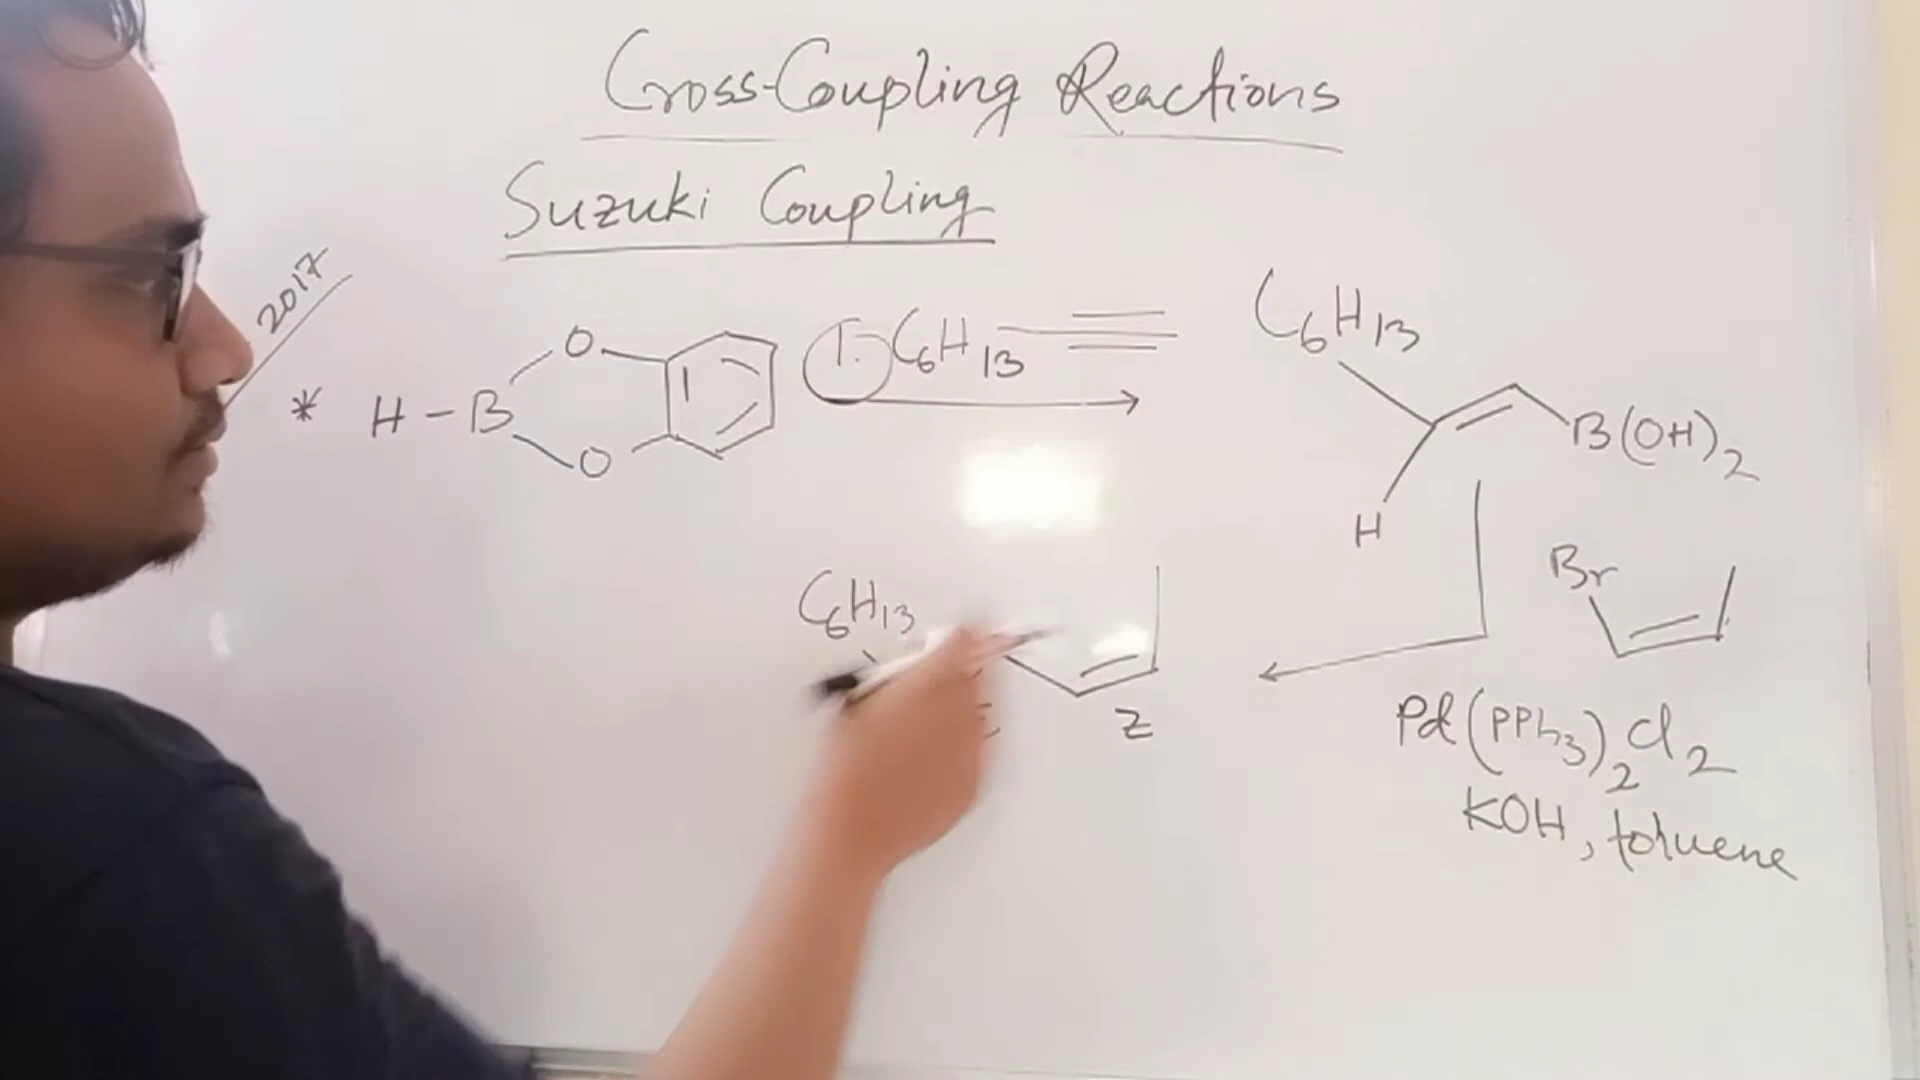 Cross-Coupling Reactions
Suzuki Coupling
2017
* H-B O O 1. C6H13
C6H13
H
B(OH)2
Br
C6H13
E Z
Pd(PPh3)2Cl2
KOH, toluene